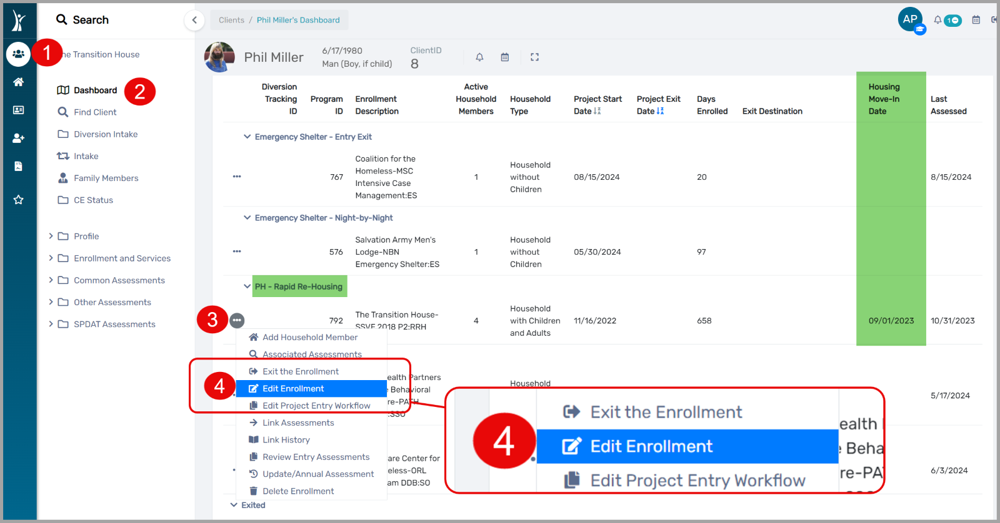 Search
Clients / Phil Miller's Dashboard
AP
1
1
he Transition House
Phil Miller
6/17/1980
Man (Boy, if child)
ClientID
8
Dashboard
2
Find Client
Diversion Intake
Intake
Family Members
CE Status
Profile
Enrollment and Services
Common Assessments
Other Assessments
SPDAT Assessments
Diversion Tracking ID
Program ID
Enrollment Description
Active Household Members
Household Type
Project Start Date
Project Exit Date
Days Enrolled
Exit Destination
Housing Move-In Date
Last Assessed
Emergency Shelter - Entry Exit
767
Coalition for the
Homeless-MSC
Intensive Case
Management:ES
1
Household
without
Children
08/15/2024
20
8/15/2024
Emergency Shelter - Night-by-Night
576
Salvation Army Men's
Lodge-NBN
Emergency Shelter:ES
1
Household
without
Children
05/30/2024
97
PH - Rapid Re-Housing
3
792
The Transition House-
SSVF 2018 P2:RRH
4
Household
with Children
and Adults
11/16/2022
658
09/01/2023
10/31/2023
Add Household Member
Associated Assessments
Exit the Enrollment
4
Edit Enrollment
Edit Project Entry Workflow
Link Assessments
Link History
Review Entry Assessments
Update/Annual Assessment
Delete Enrollment
ealth Partners
Behavioral
re-PATH
:SSO
Household
5/17/2024
are Center for
eless-ORL
am DDB:SO
6/3/2024
Exit the Enrollment
4
Edit Enrollment
Edit Project Entry Workflow
ealth
Beha
re-PA
Exited